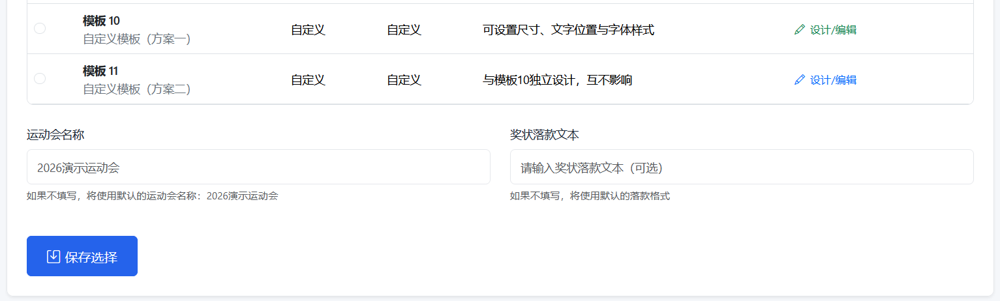 模板 10
自定义模板（方案一）
自定义 自定义 可设置尺寸、文字位置与字体样式 设计/编辑
模板 11
自定义模板（方案二）
自定义 自定义 与模板10独立设计，互不影响 设计/编辑
运动会名称 奖状落款文本
2026演示运动会 请输入奖状落款文本（可选）
如果不填写，将使用默认的运动会名称：2026演示运动会 如果不填写，将使用默认的落款格式
保存选择